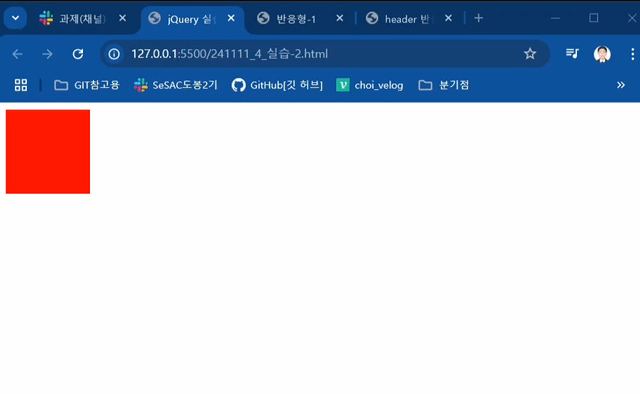 과제(채널)
jQuery 실습
반응형-1
header 반응
127.0.0.1:5500/241111_4_실습-2.html
GIT참고용
SeSAC도봉2기
GitHub[깃 허브]
choi_velog
분기점